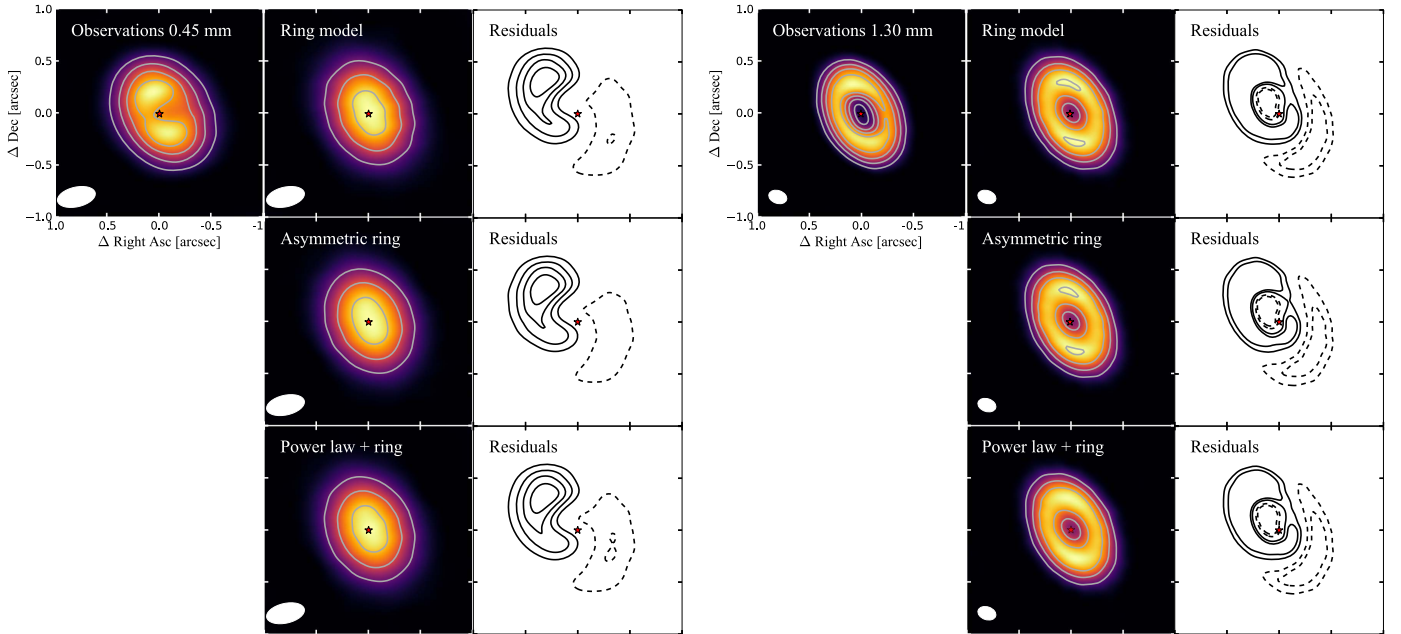 1.0
Observations 0.45 mm
Ring model
Residuals
0.5
0.0
-0.5
-1.0
Δ Dec [arcsec]
1.0 0.5 0.0 -0.5 -1
Δ Right Asc [arcsec]
Asymmetric ring
Residuals
Power law + ring
Residuals
1.0
Observations 1.30 mm
Ring model
Residuals
0.5
0.0
-0.5
-1.0
Δ Dec [arcsec]
1.0 0.5 0.0 -0.5 -1
Δ Right Asc [arcsec]
Asymmetric ring
Residuals
Power law + ring
Residuals